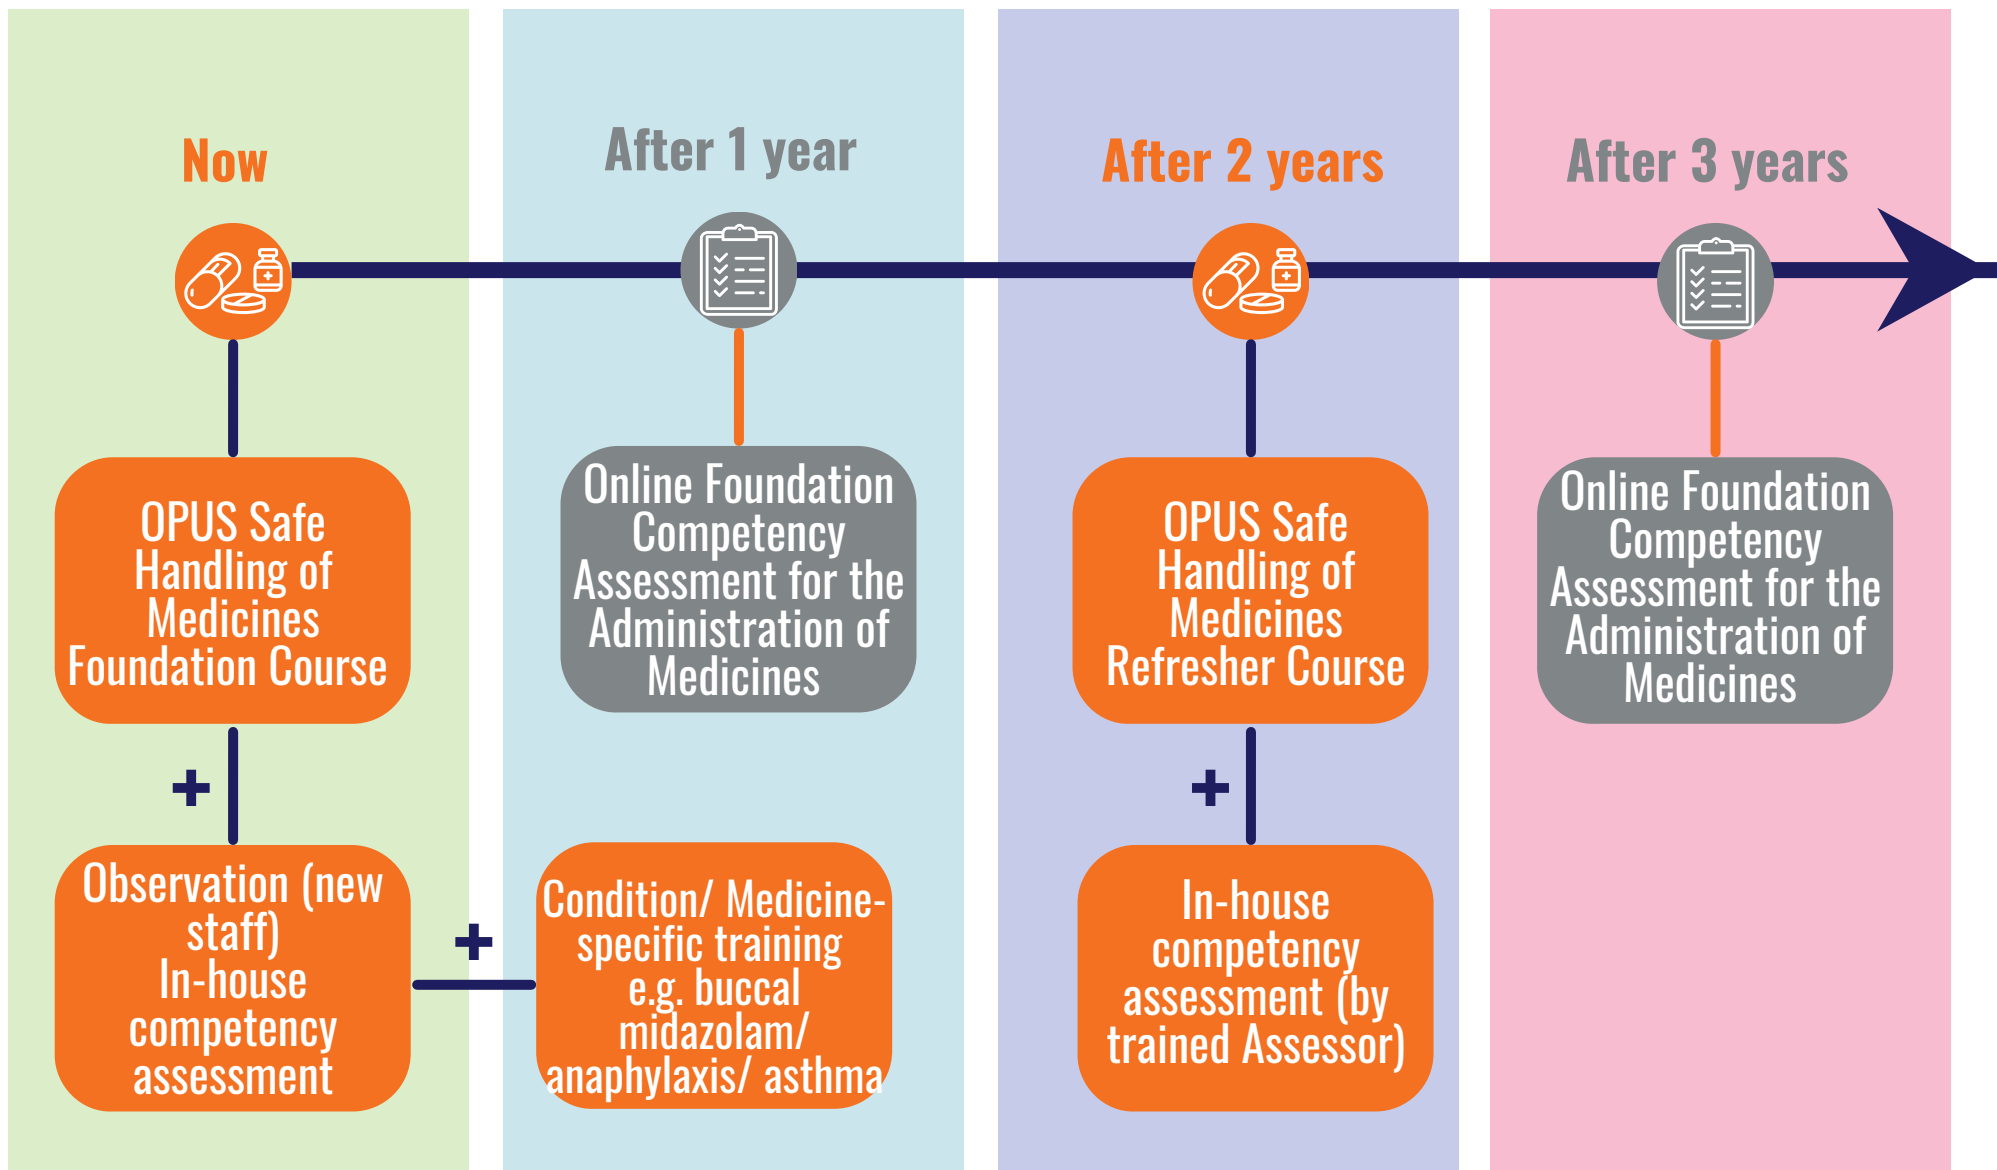 Now
After 1 year
After 2 years
After 3 years
OPUS Safe
Handling of
Medicines
Foundation Course
Online Foundation
Competency
Assessment for the
Administration of
Medicines
OPUS Safe
Handling of
Medicines
Refresher Course
Online Foundation
Competency
Assessment for the
Administration of
Medicines
+
+
Observation (new
staff)
In-house
competency
assessment
+
Condition/ Medicine-
specific training
e.g. buccal
midazolam/
anaphylaxis/ asthma
In-house
competency
assessment (by
trained Assessor)